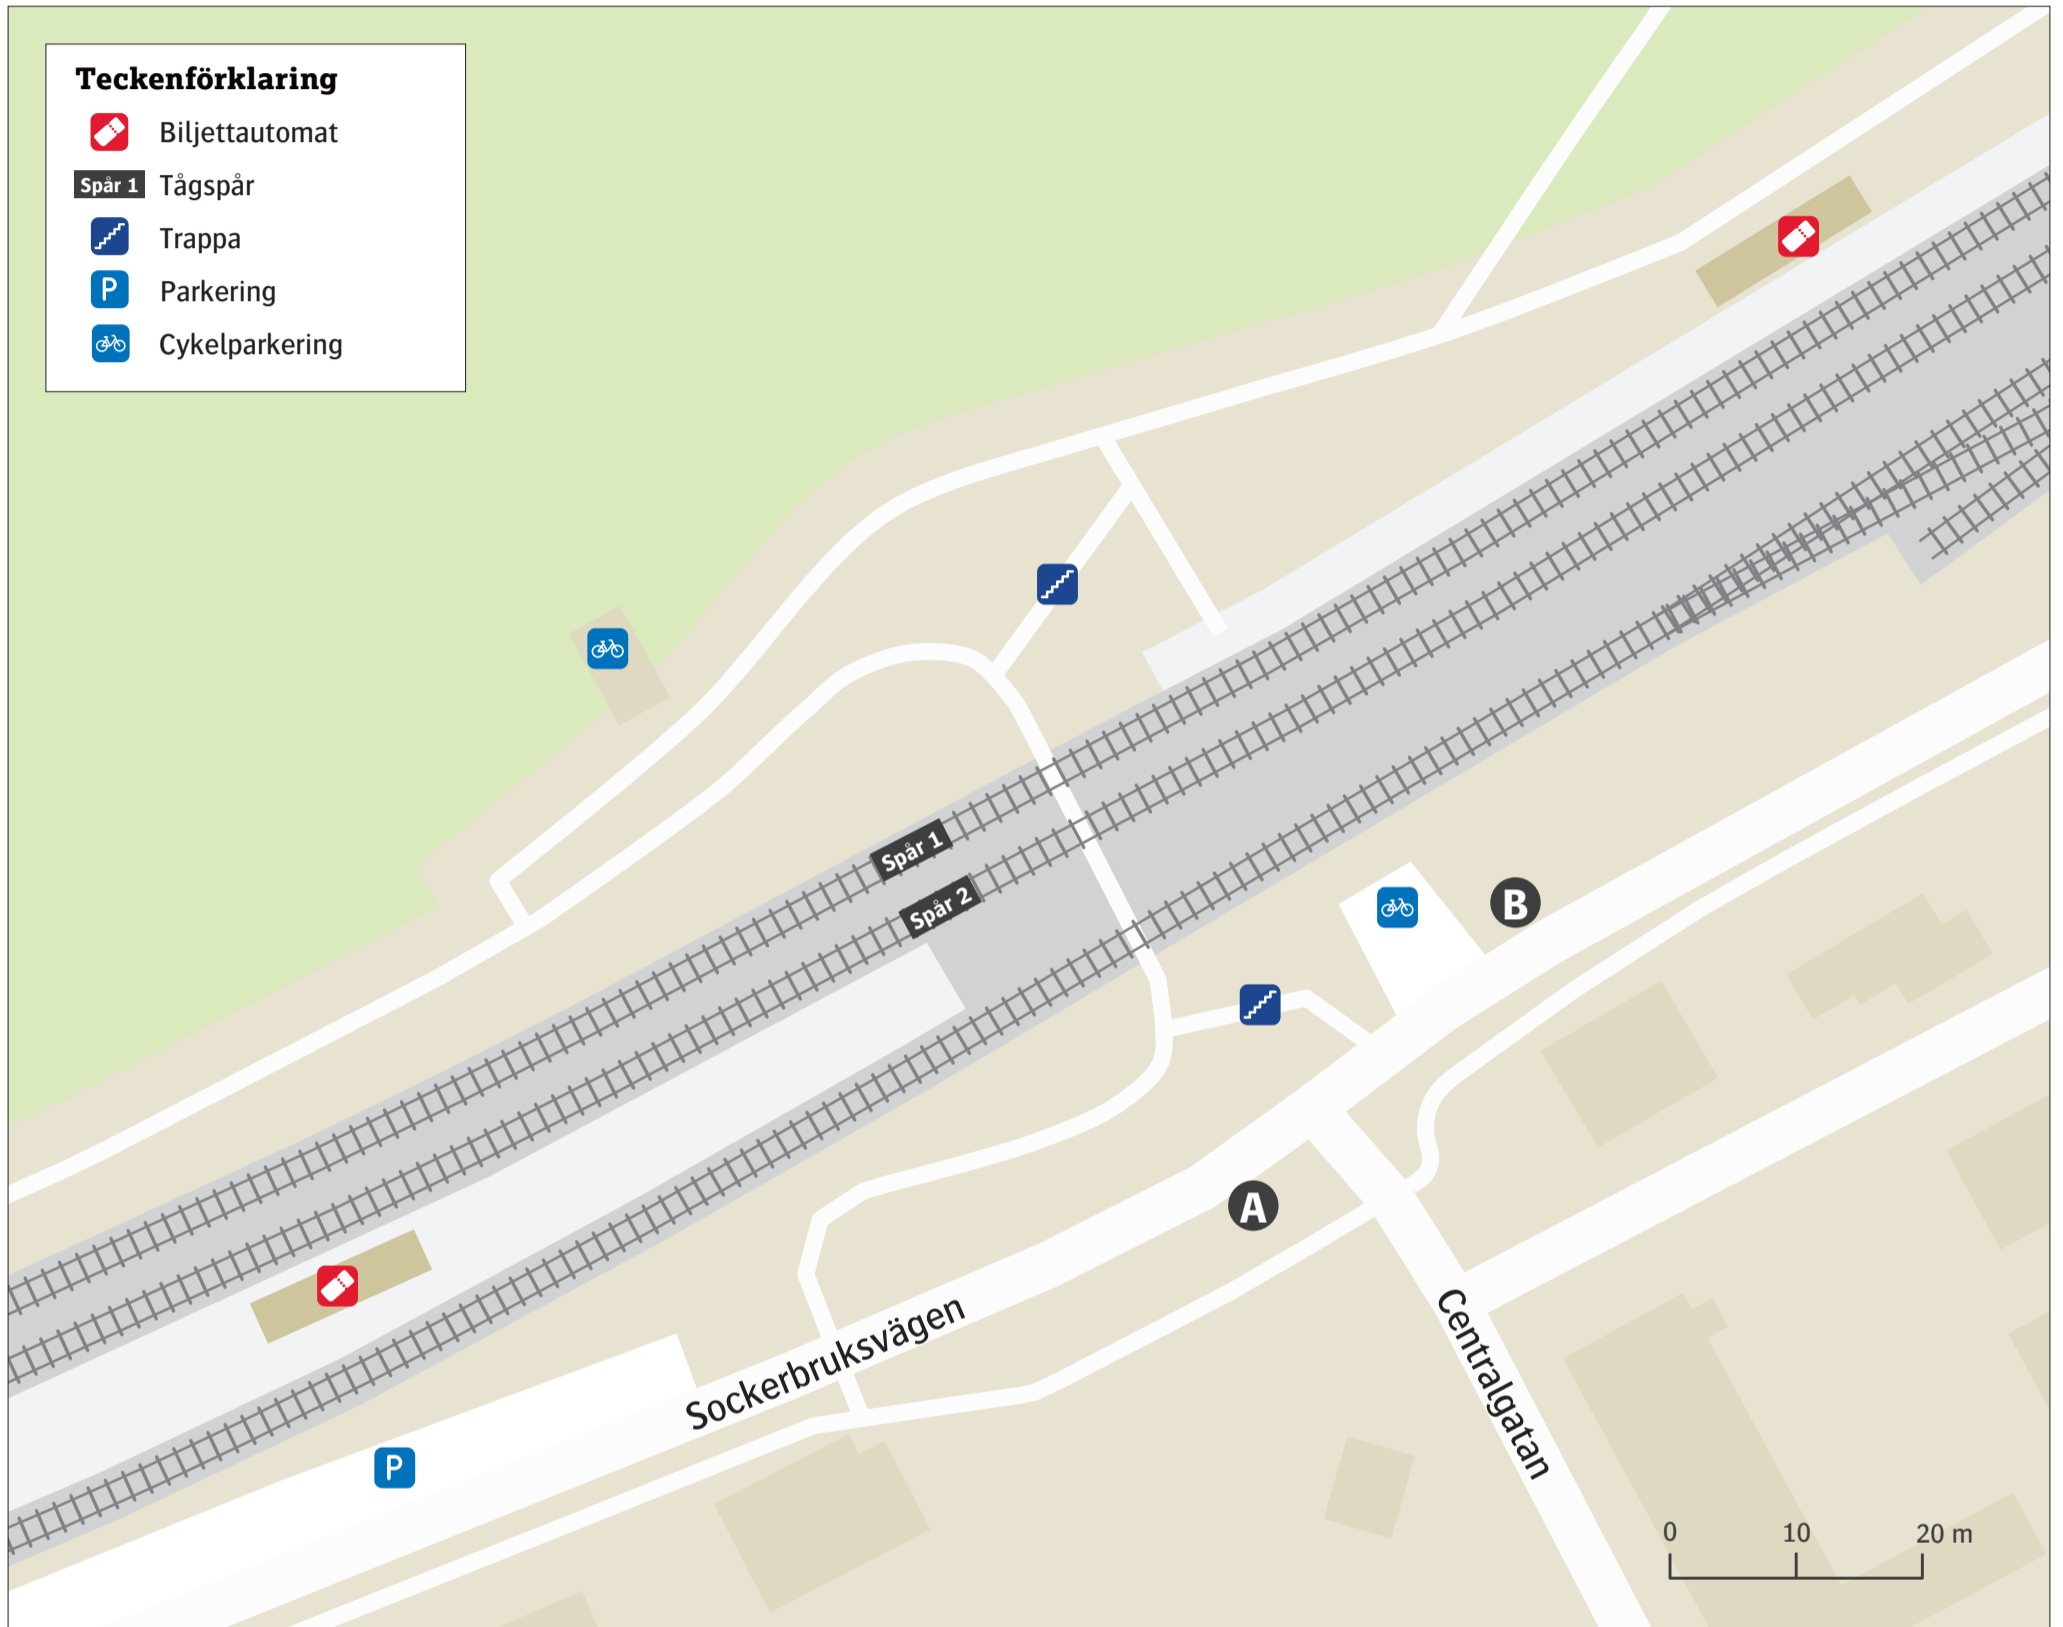 Teckenförklaring
Biljettautomat
Spår 1 Tågspår
Trappa
P Parkering
Cykelparkering
Spår 1
Spår 2
B
A
Sockerbruksvägen
Centralgatan
P
0 10 20 m